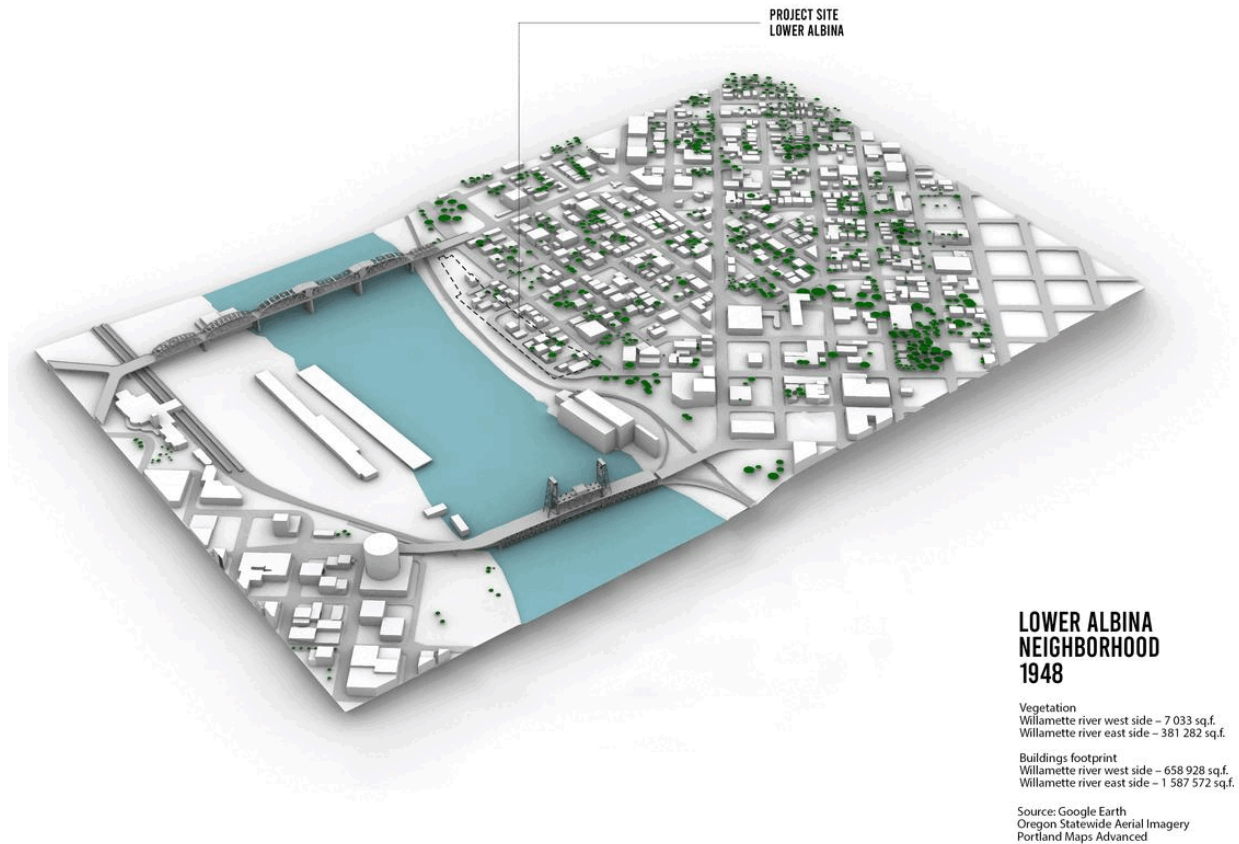 PROJECT SITE
LOWER ALBINA
LOWER ALBINA
NEIGHBORHOOD
1948
Vegetation
Willamette river west side – 7 033 sq.f.
Willamette river east side – 381 282 sq.f.
Buildings footprint
Willamette river west side – 658 928 sq.f.
Willamette river east side – 1 587 572 sq.f.
Source: Google Earth
Oregon Statewide Aerial Imagery
Portland Maps Advanced